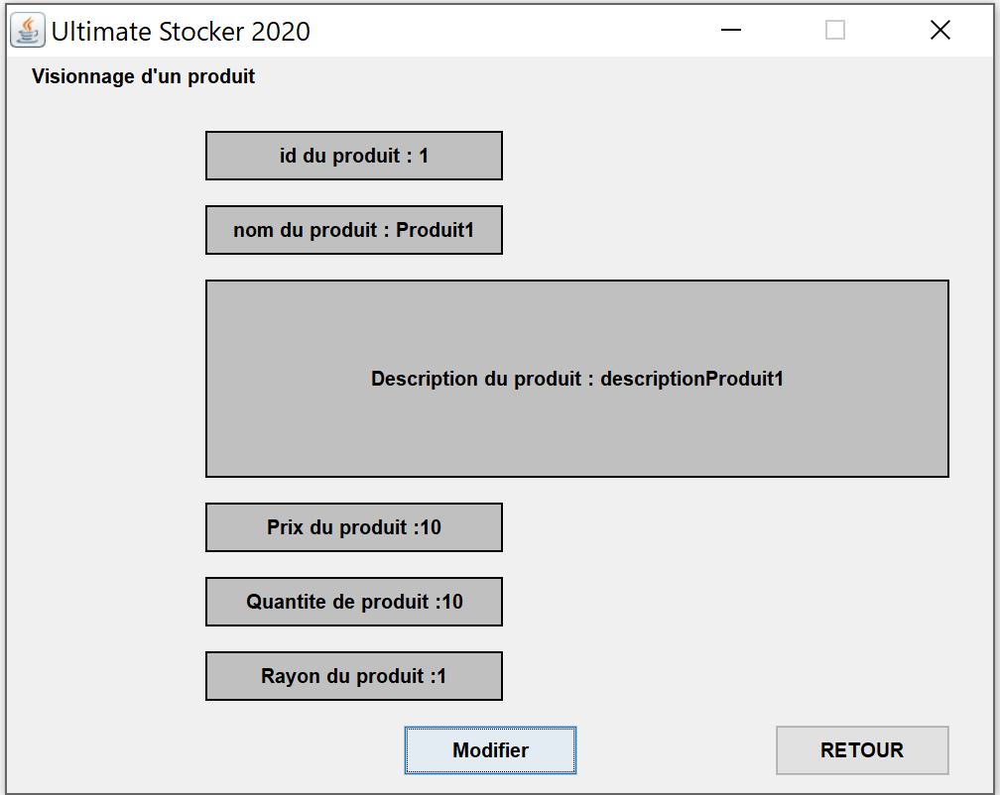 Ultimate Stocker 2020
Visionnage d'un produit
id du produit : 1
nom du produit : Produit1
Description du produit : descriptionProduit1
Prix du produit :10
Quantite de produit :10
Rayon du produit :1
Modifier
RETOUR